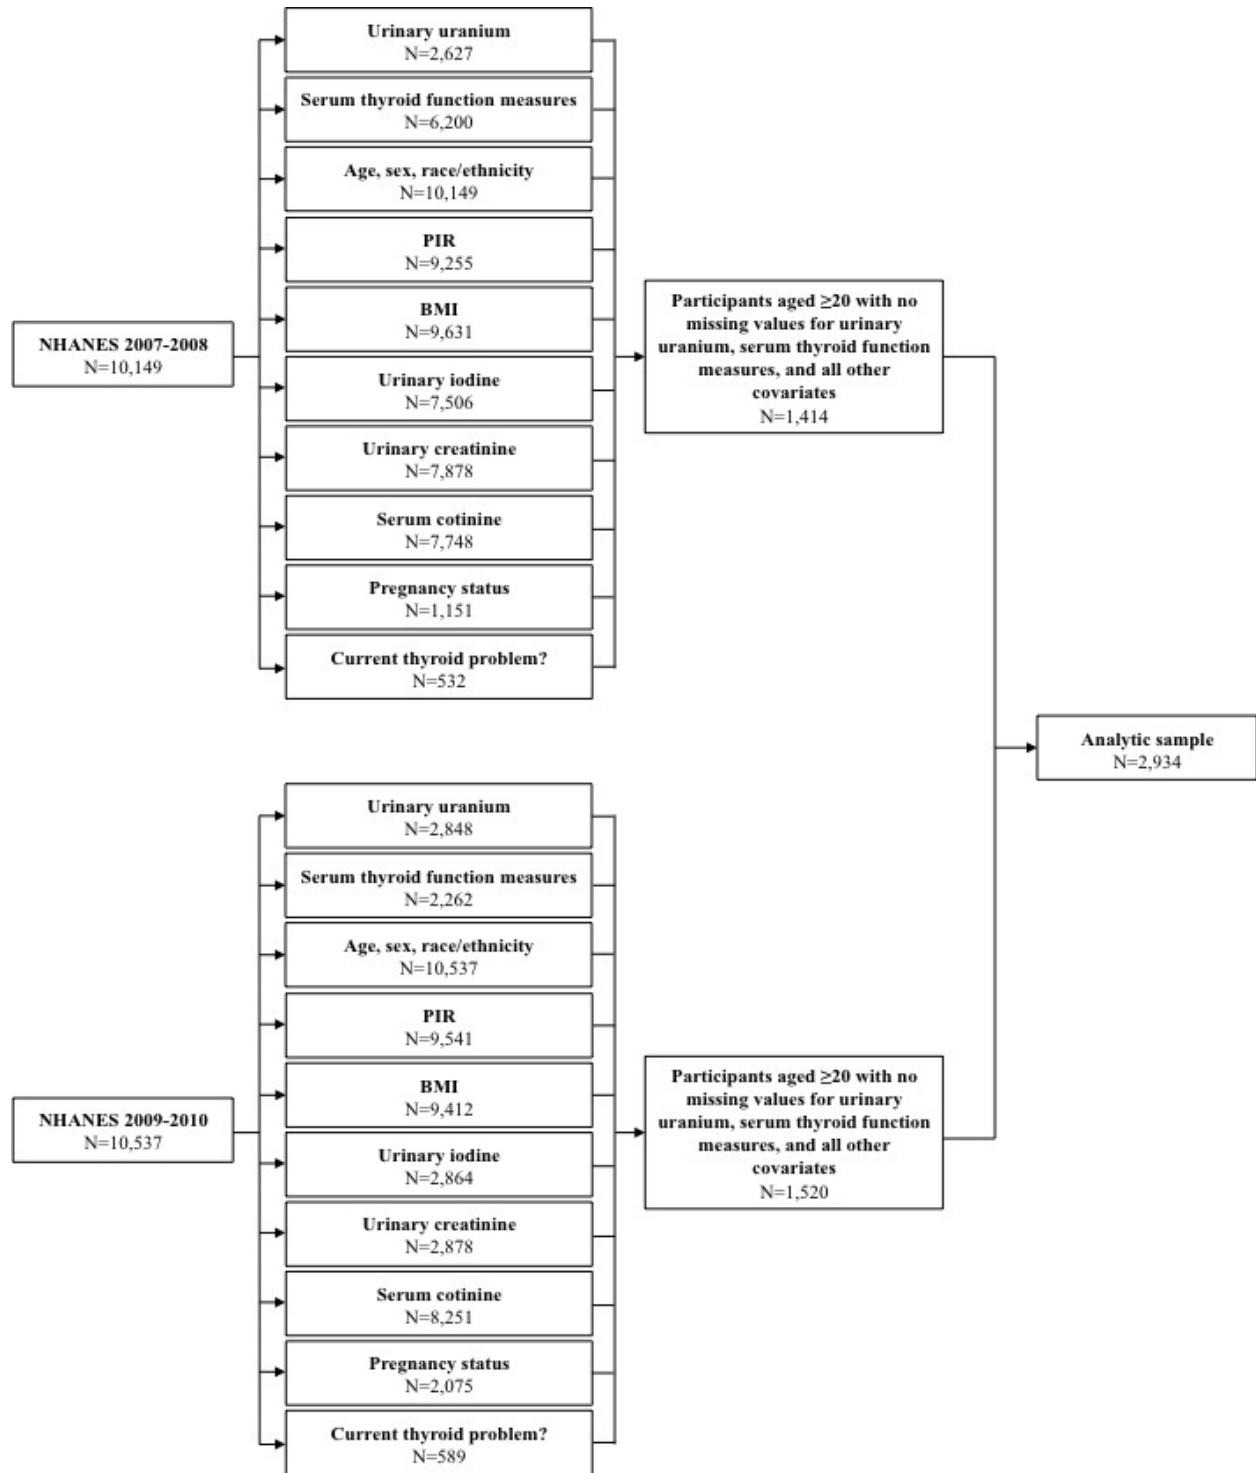 NHANES 2007-2008
N=10,149
Urinary uranium
N=2,627
Serum thyroid function measures
N=6,200
Age, sex, race/ethnicity
N=10,149
PIR
N=9,255
BMI
N=9,631
Urinary iodine
N=7,506
Urinary creatinine
N=7,878
Serum cotinine
N=7,748
Pregnancy status
N=1,151
Current thyroid problem?
N=532
Participants aged ≥20 with no
missing values for urinary
uranium, serum thyroid function
measures, and all other
covariates
N=1,414
NHANES 2009-2010
N=10,537
Urinary uranium
N=2,848
Serum thyroid function measures
N=2,262
Age, sex, race/ethnicity
N=10,537
PIR
N=9,541
BMI
N=9,412
Urinary iodine
N=2,864
Urinary creatinine
N=2,878
Serum cotinine
N=8,251
Pregnancy status
N=2,075
Current thyroid problem?
N=589
Participants aged ≥20 with no
missing values for urinary
uranium, serum thyroid function
measures, and all other
covariates
N=1,520
Analytic sample
N=2,934